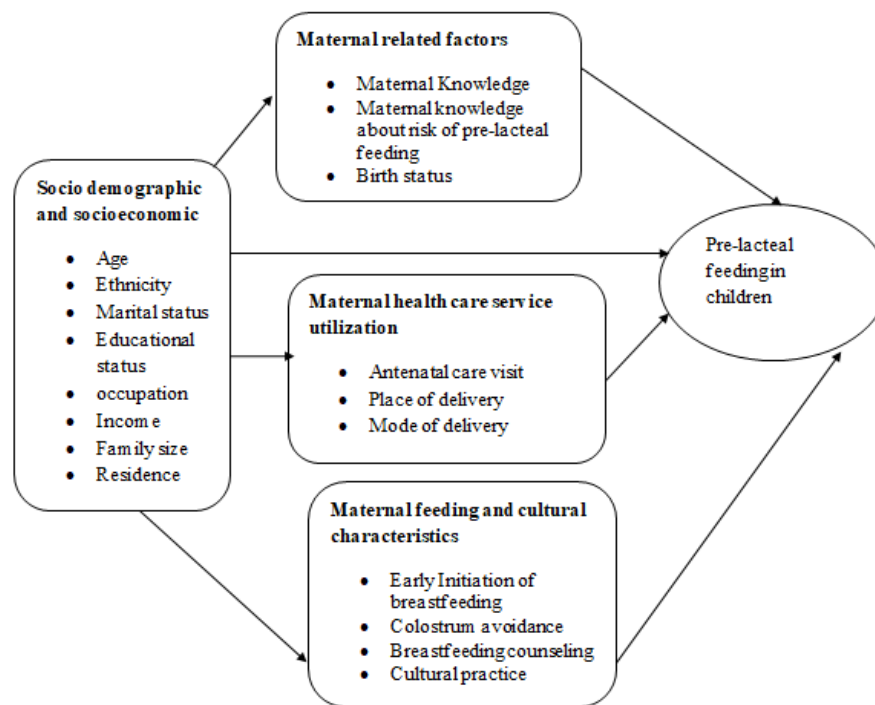 Maternal related factors
• Maternal Knowledge
• Maternal knowledge
about risk of pre-lacteal
feeding
• Birth status
Socio demographic
and socioeconomic
• Age
• Ethnicity
• Marital status
• Educational
status
• occupation
• Income
• Family size
• Residence
Maternal health care service
utilization
• Antenatal care visit
• Place of delivery
• Mode of delivery
Maternal feeding and cultural
characteristics
• Early Initiation of
breastfeeding
• Colostrum avoidance
• Breastfeeding counseling
• Cultural practice
Pre-lacteal
feeding in
children